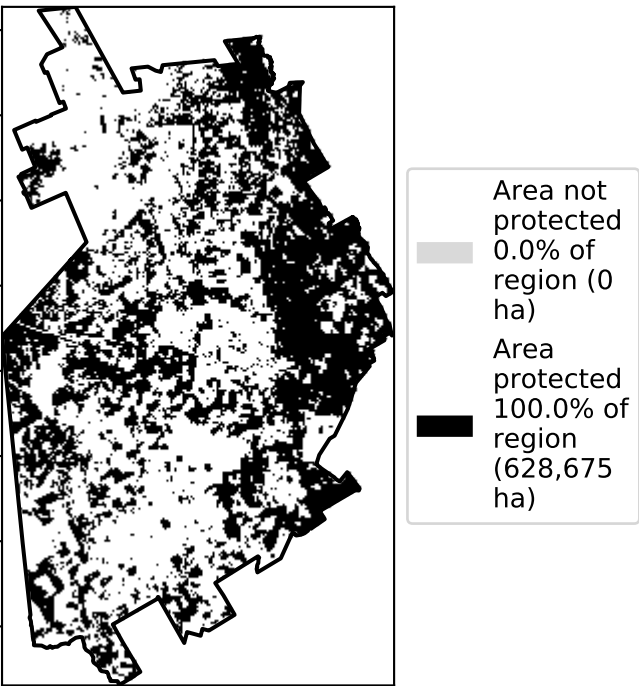 Area not
protected
0.0% of
region (0
ha)
Area
protected
100.0% of
region
(628,675
ha)